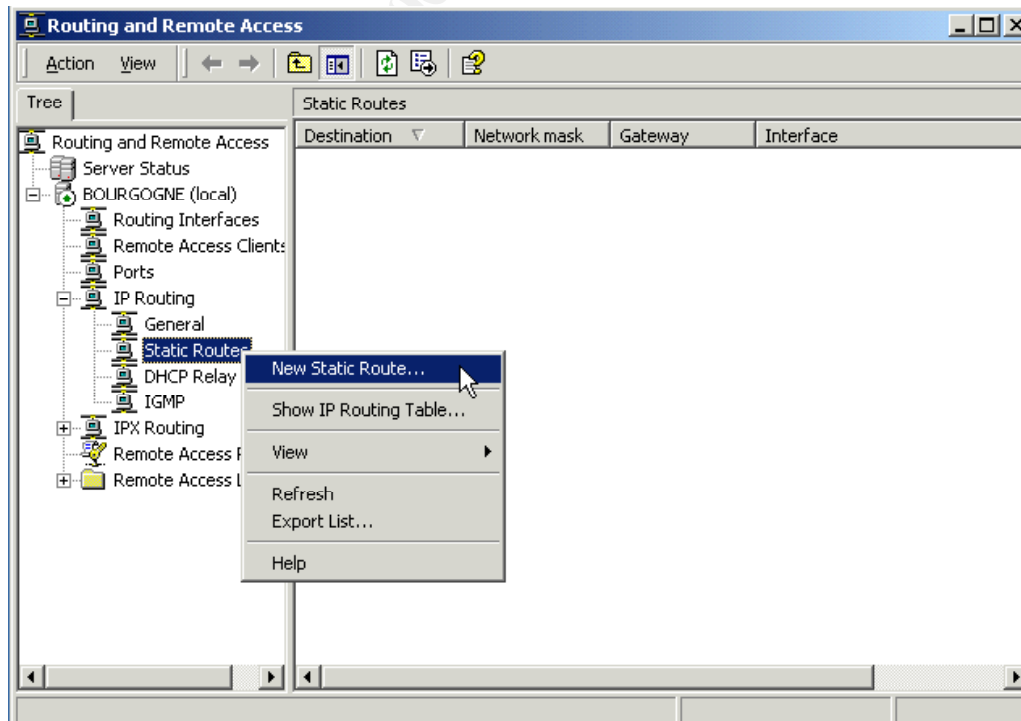 Routing and Remote Access
Action View
Tree
Static Routes
Destination Network mask Gateway Interface
Routing and Remote Access
Server Status
BOURGOGNE (local)
Routing Interfaces
Remote Access Clients
Ports
IP Routing
General
Static Routes
DHCP Relay
IGMP
IPX Routing
Remote Access
Remote Access
New Static Route...
Show IP Routing Table...
View
Refresh
Export List...
Help